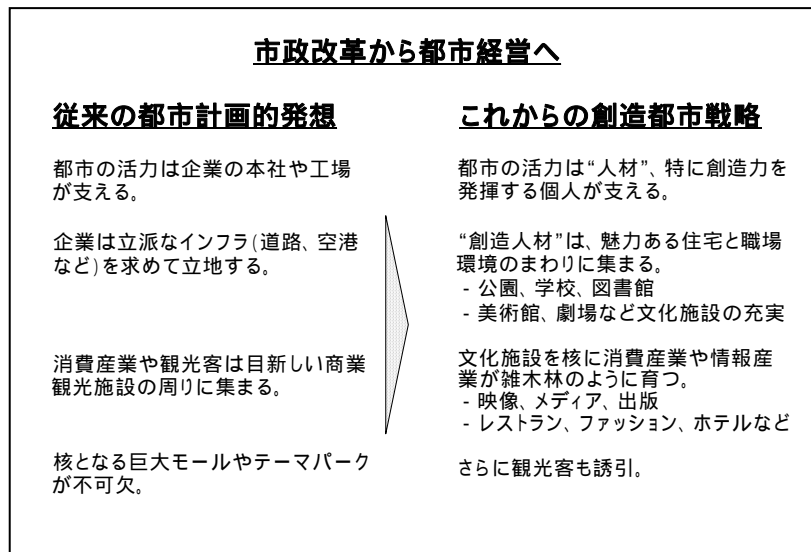 市政改革から都市経営へ
従来の都市計画的発想
都市の活力は企業の本社や工場
が支える。
企業は立派なインフラ(道路、空港
など)を求めて立地する。
消費産業や観光客は目新しい商業
観光施設の周りに集まる。
核となる巨大モールやテーマパーク
が不可欠。
これからの創造都市戦略
都市の活力は“人材”、特に創造力を
発揮する個人が支える。
“創造人材”は、魅力ある住宅と職場
環境のまわりに集まる。
- 公園、学校、図書館
- 美術館、劇場など文化施設の充実
文化施設を核に消費産業や情報産
業が雑木林のように育つ。
- 映像、メディア、出版
- レストラン、ファッション、ホテルなど
さらに観光客も誘引。